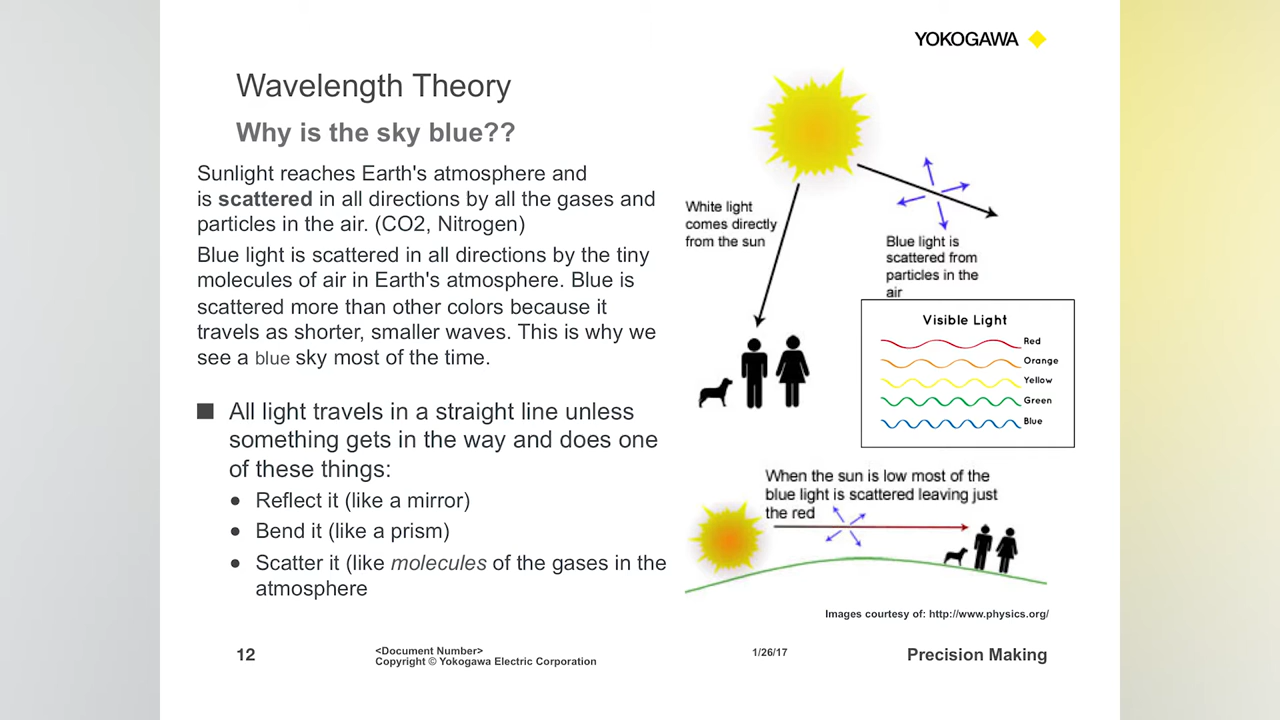 YOKOGAWA
Wavelength Theory
Why is the sky blue??
Sunlight reaches Earth's atmosphere and
is scattered in all directions by all the gases and
particles in the air. (CO2, Nitrogen)
Blue light is scattered in all directions by the tiny
molecules of air in Earth's atmosphere. Blue is
scattered more than other colors because it
travels as shorter, smaller waves. This is why we
see a blue sky most of the time.
■ All light travels in a straight line unless
something gets in the way and does one
of these things:
● Reflect it (like a mirror)
● Bend it (like a prism)
● Scatter it (like molecules of the gases in the
atmosphere
White light
comes directly
from the sun
Blue light is
scattered from
particles in the
air
Visible Light
Red
Orange
Yellow
Green
Blue
When the sun is low most of the
blue light is scattered leaving just
the red
Images courtesy of: http://www.physics.org/
12
<Document Number>
Copyright © Yokogawa Electric Corporation
1/26/17
Precision Making